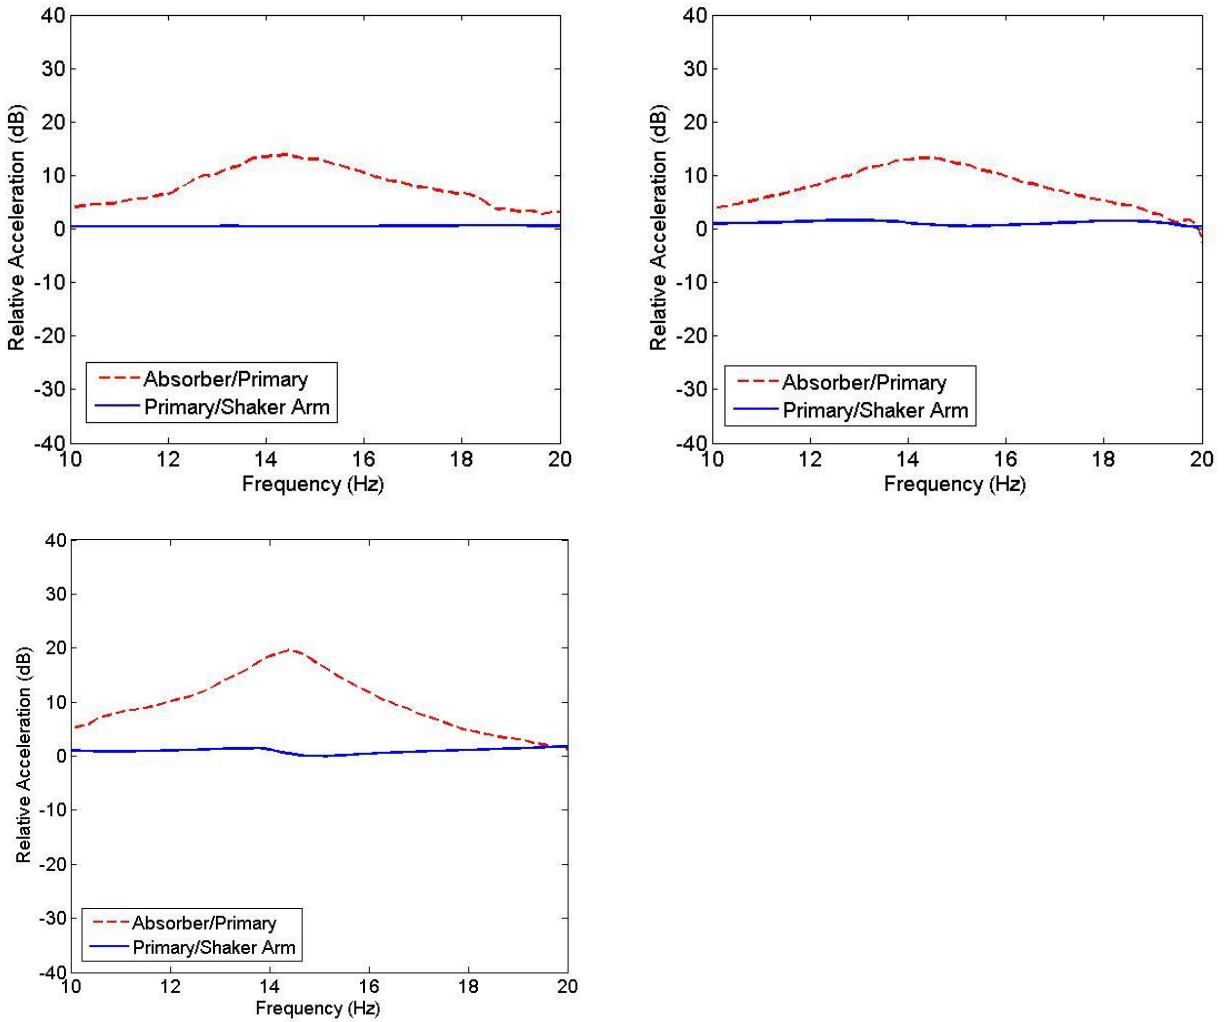 40
30
20
10
0
-10
-20
-30
-40
Relative Acceleration (dB)
Absorber/Primary
Primary/Shaker Arm
10 12 14 16 18 20
Frequency (Hz)
40
30
20
10
0
-10
-20
-30
-40
Relative Acceleration (dB)
Absorber/Primary
Primary/Shaker Arm
10 12 14 16 18 20
Frequency (Hz)
40
30
20
10
0
-10
-20
-30
-40
Relative Acceleration (dB)
Absorber/Primary
Primary/Shaker Arm
10 12 14 16 18 20
Frequency (Hz)